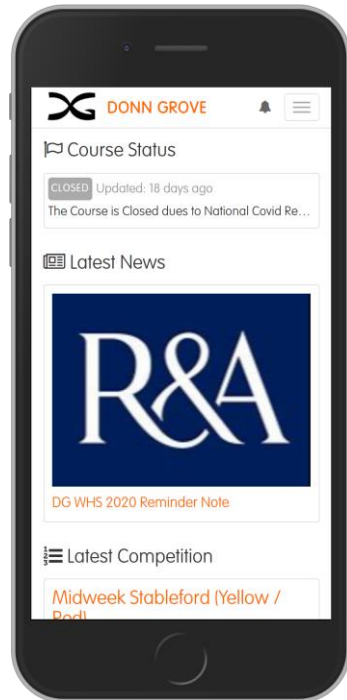 DONN GROVE
Course Status
CLOSED Updated: 18 days ago
The Course is Closed dues to National Covid Re...
Latest News
R&A
DG WHS 2020 Reminder Note
Latest Competition
Midweek Stableford (Yellow /
Red)